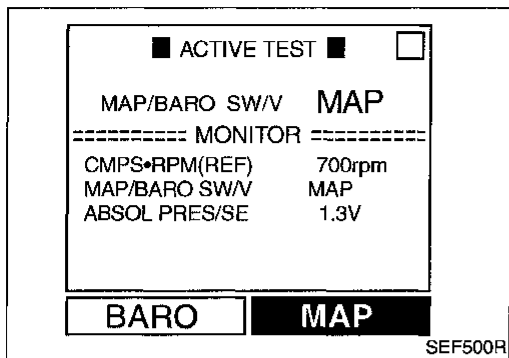 ■ ACTIVE TEST ■ □
MAP/BARO SW/V MAP
========= MONITOR =========
CMPS•RPM(REF) 700rpm
MAP/BARO SW/V MAP
ABSOL PRES/SE 1.3V
BARO MAP
SEF500R